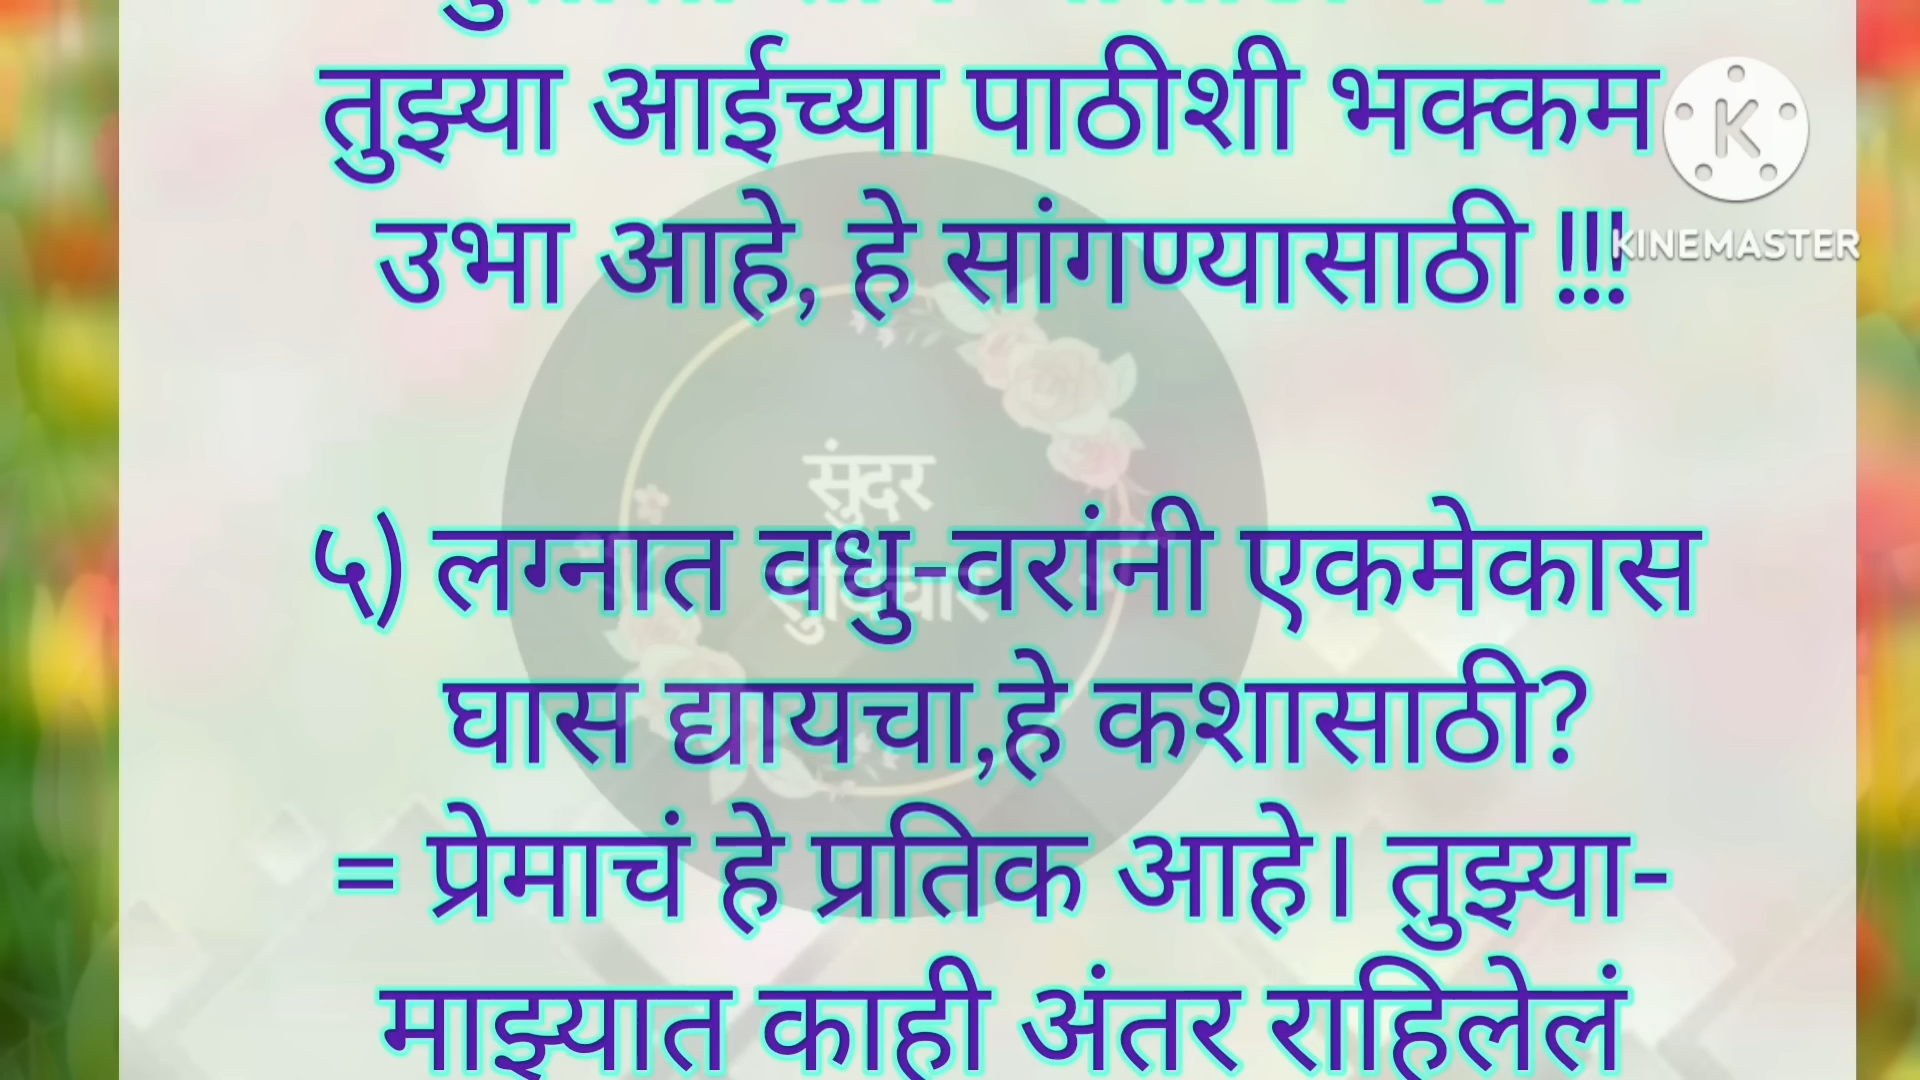 तुझ्या आईच्या पाठीशी भक्कम
उभा आहे, हे सांगण्यासाठी !!!
KINEMASTER
सुंदर
सुविचार
५) लग्नात वधु-वरांनी एकमेकास
घास द्यायचा,हे कशासाठी?
= प्रेमाचं हे प्रतिक आहे। तुझ्या-
माझ्यात काही अंतर राहिलेलं